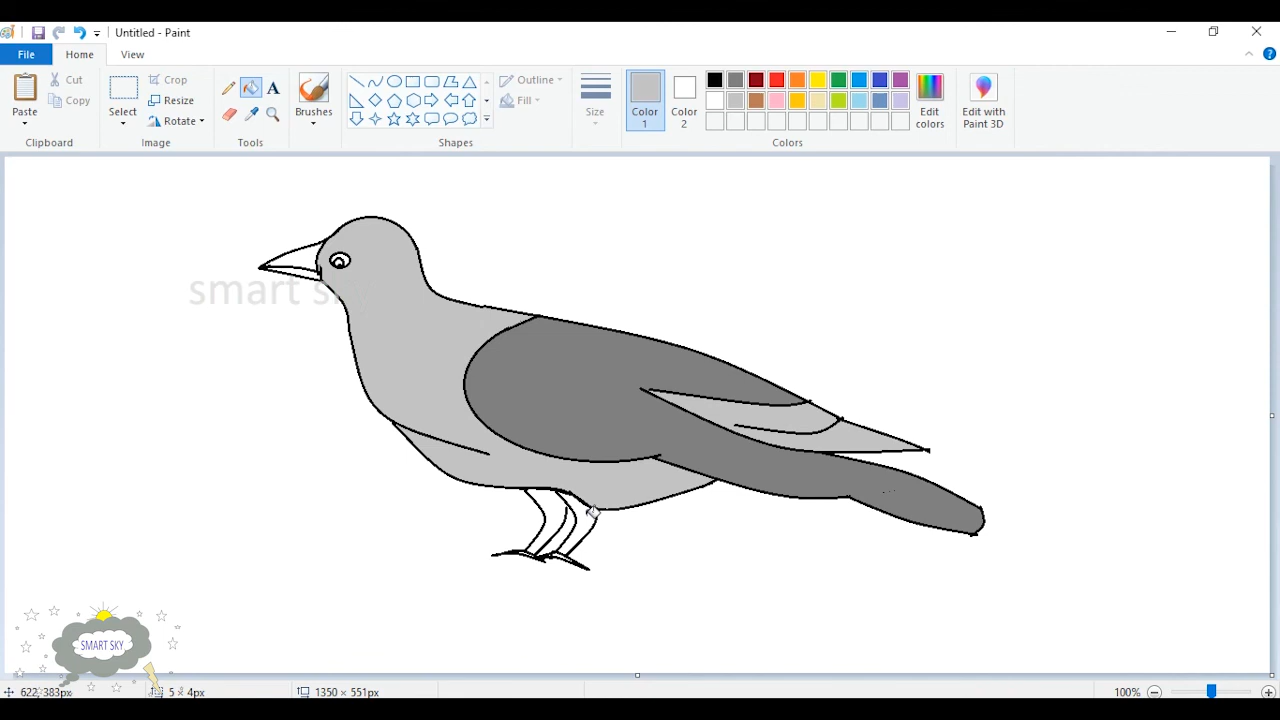 Untitled - Paint
File Home View
Paste
Clipboard
Cut
Copy
Select
Crop
Resize
Rotate
Image
Tools
Brushes
Shapes
Outline
Fill
Size
Color 1
Color 2
Colors
Edit colors
Edit with Paint 3D
smart sk
SMART SKY
622, 383px
5 × 4px
1350 × 551px
100%